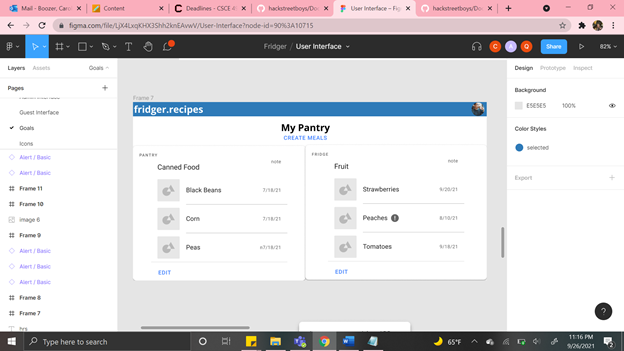 Mail - Boozer, Carol
Content
Deadlines - CSCE 4
hackstreetboys/Do
User Interface – Fig
hackstreetboys/Do
figma.com/file/LjX4LxqKHX3Shh2knEAvwV/User-Interface?node-id=90%3A10715
Fridger / User Interface
C A Q Share 82%
Layers Assets Goals
Pages
Guest Interface
Goals
Icons
Alert / Basic
Alert / Basic
Frame 11
Frame 10
image 6
Frame 9
Alert / Basic
Alert / Basic
Alert / Basic
Frame 8
Frame 7
hrs
Frame 7
fridger.recipes
My Pantry
CREATE MEALS
PANTRY
Canned Food note
Black Beans 7/18/21
Corn 7/18/21
Peas n7/18/21
EDIT
FRIDGE
Fruit note
Strawberries 9/20/21
Peaches 8/10/21
Tomatoes 9/18/21
EDIT
Design Prototype Inspect
Background
E5E5E5 100%
Color Styles
selected
Export
?
Type here to search
65°F
11:16 PM
9/26/2021